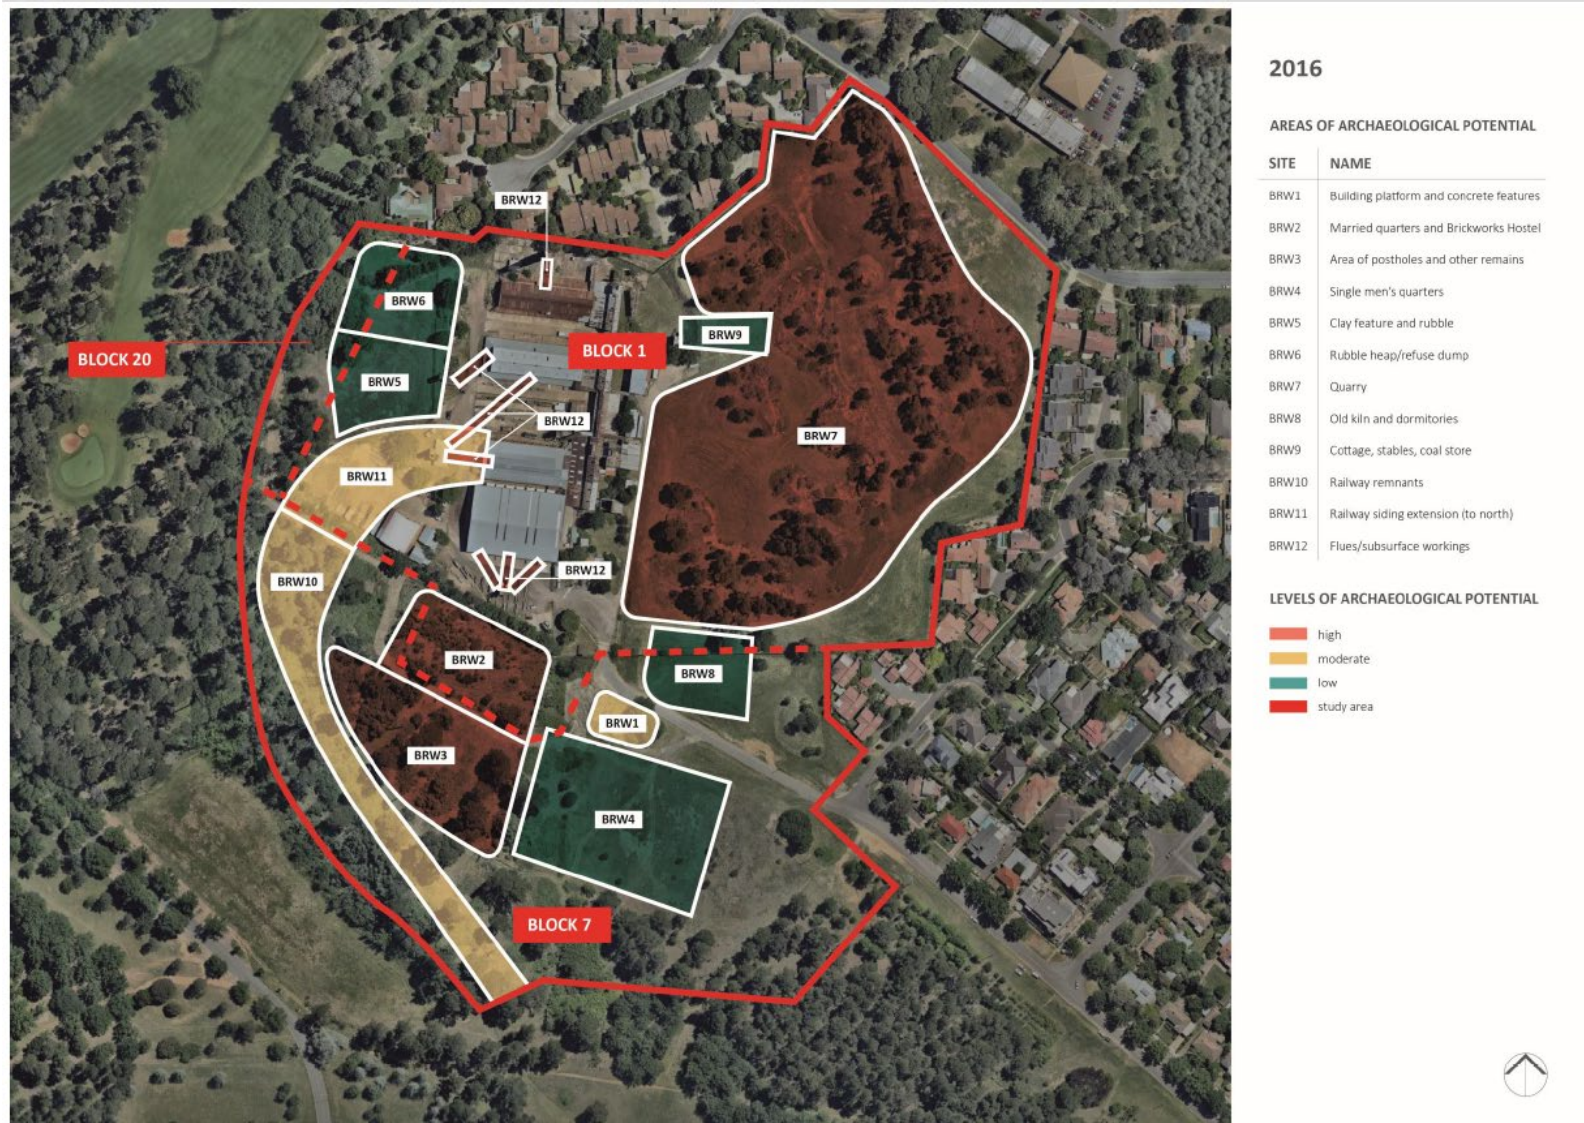 2016
AREAS OF ARCHAEOLOGICAL POTENTIAL
SITE NAME
BRW1 Building platform and concrete features
BRW2 Married quarters and Brickworks Hostel
BRW3 Area of postholes and other remains
BRW4 Single men's quarters
BRW5 Clay feature and rubble
BRW6 Rubble heap/refuse dump
BRW7 Quarry
BRW8 Old kiln and dormitories
BRW9 Cottage, stables, coal store
BRW10 Railway remnants
BRW11 Railway siding extension (to north)
BRW12 Flues/subsurface workings
LEVELS OF ARCHAEOLOGICAL POTENTIAL
high
moderate
low
study area
BRW12
BRW6
BRW9
BLOCK 1
BLOCK 20
BRW5
BRW12
BRW7
BRW11
BRW12
BRW10
BRW2
BRW8
BRW1
BRW3
BRW4
BLOCK 7